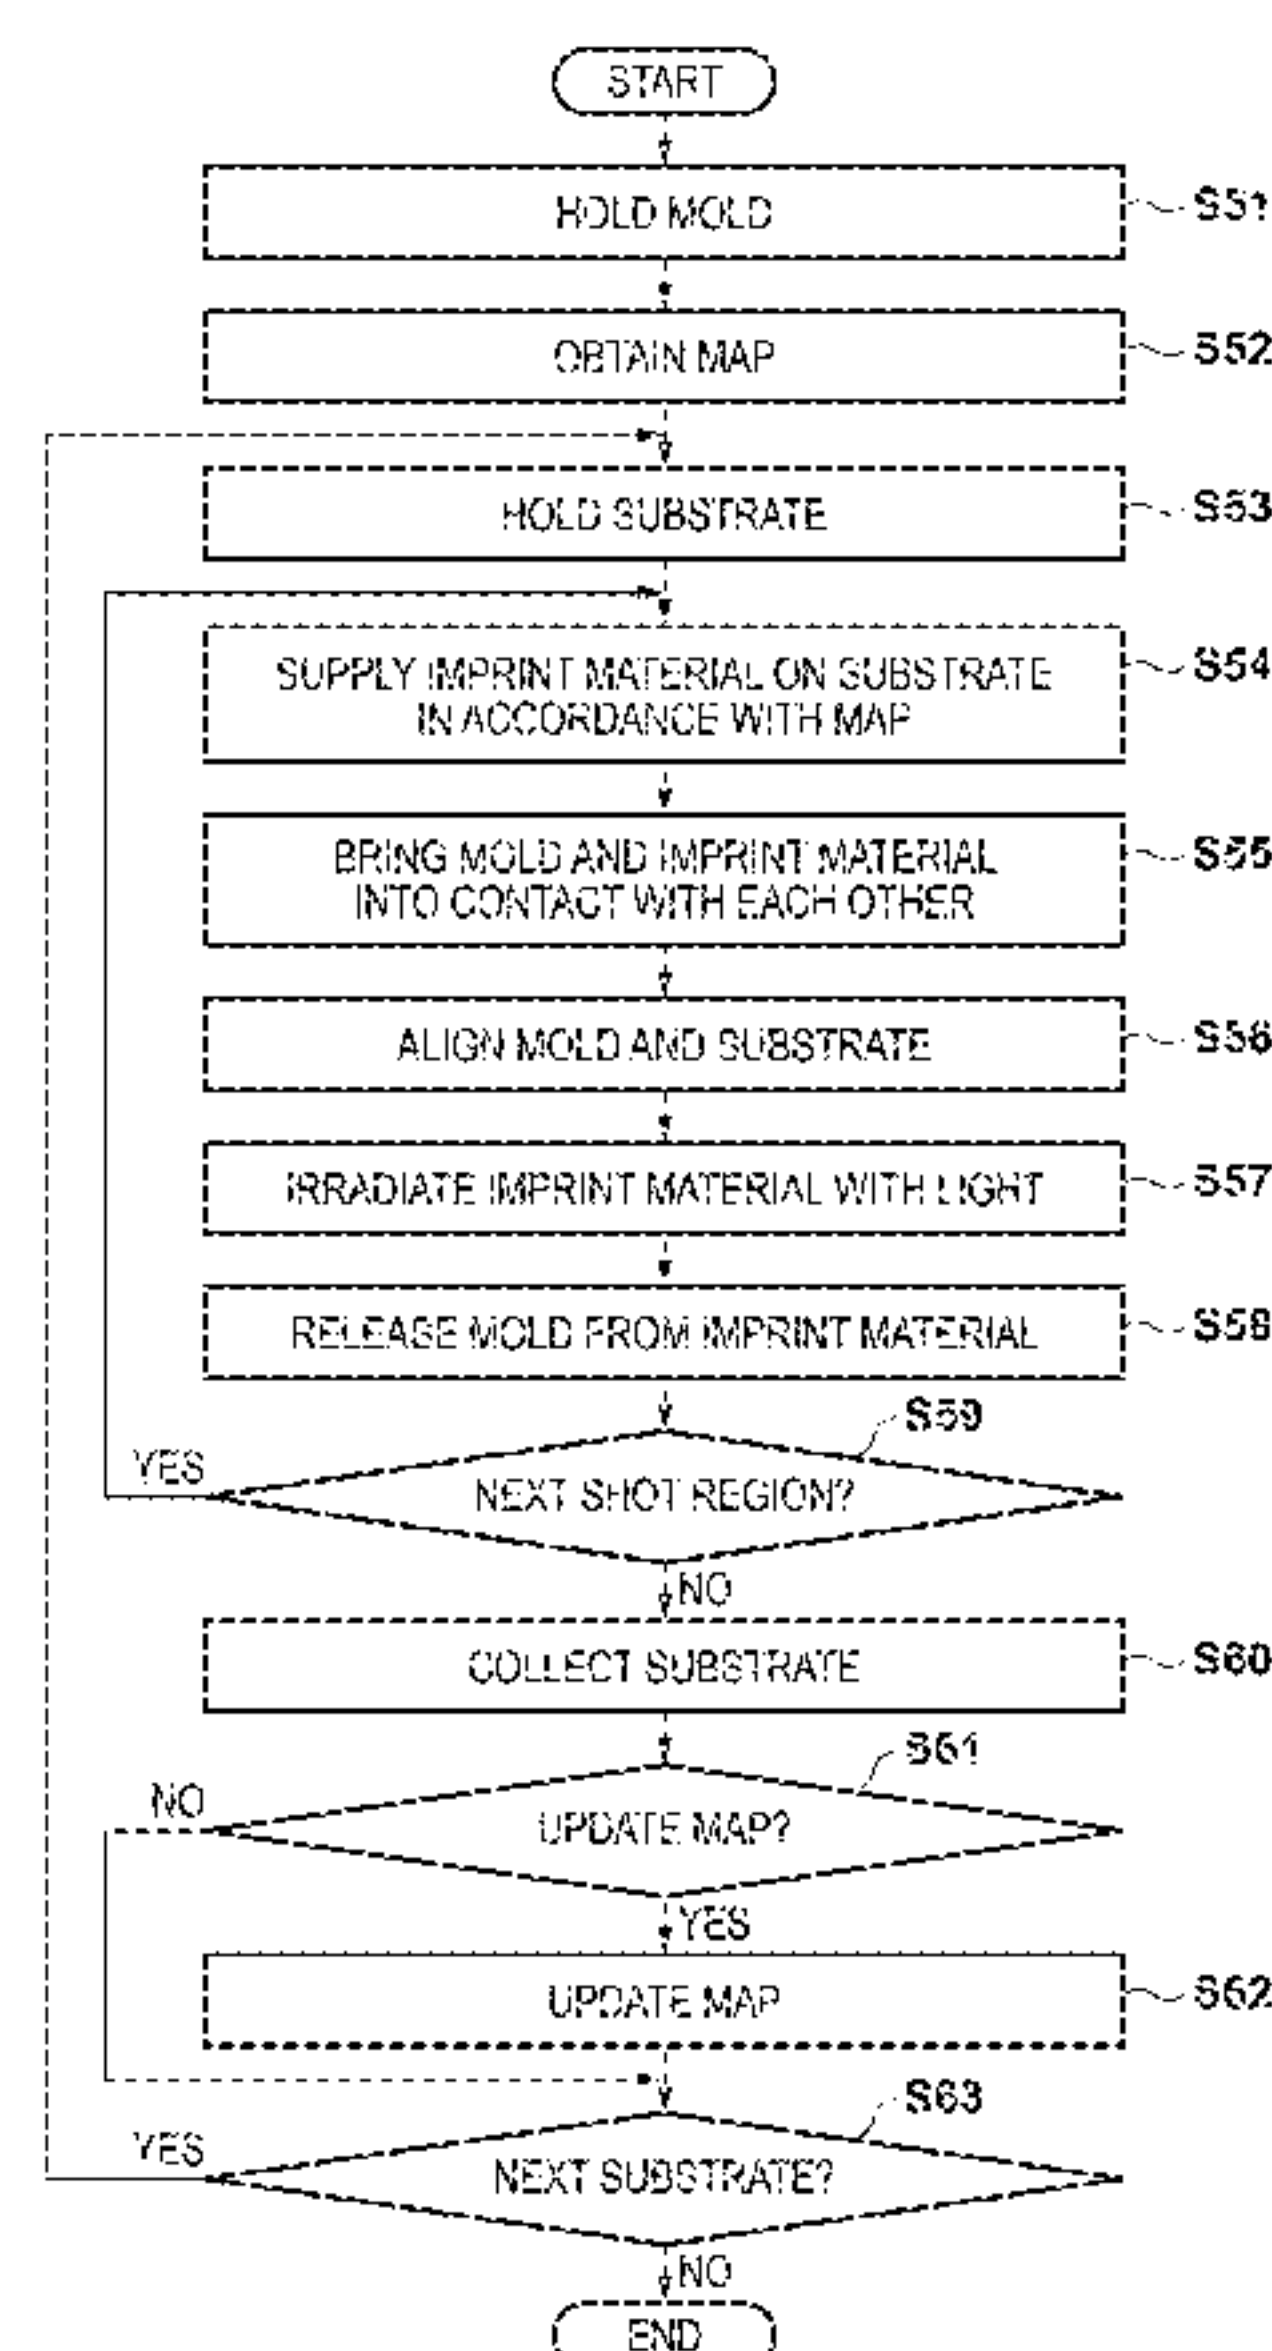 START
HOLD MOLD
S51
OBTAIN MAP
S52
HOLD SUBSTRATE
S53
SUPPLY IMPRINT MATERIAL ON SUBSTRATE
IN ACCORDANCE WITH MAP
S54
BRING MOLD AND IMPRINT MATERIAL
INTO CONTACT WITH EACH OTHER
S55
ALIGN MOLD AND SUBSTRATE
S56
IRRADIATE IMPRINT MATERIAL WITH LIGHT
S57
RELEASE MOLD FROM IMPRINT MATERIAL
S58
S59
YES
NEXT SHOT REGION?
NO
COLLECT SUBSTRATE
S60
S61
NO
UPDATE MAP?
YES
UPDATE MAP
S62
S63
YES
NEXT SUBSTRATE?
NO
END